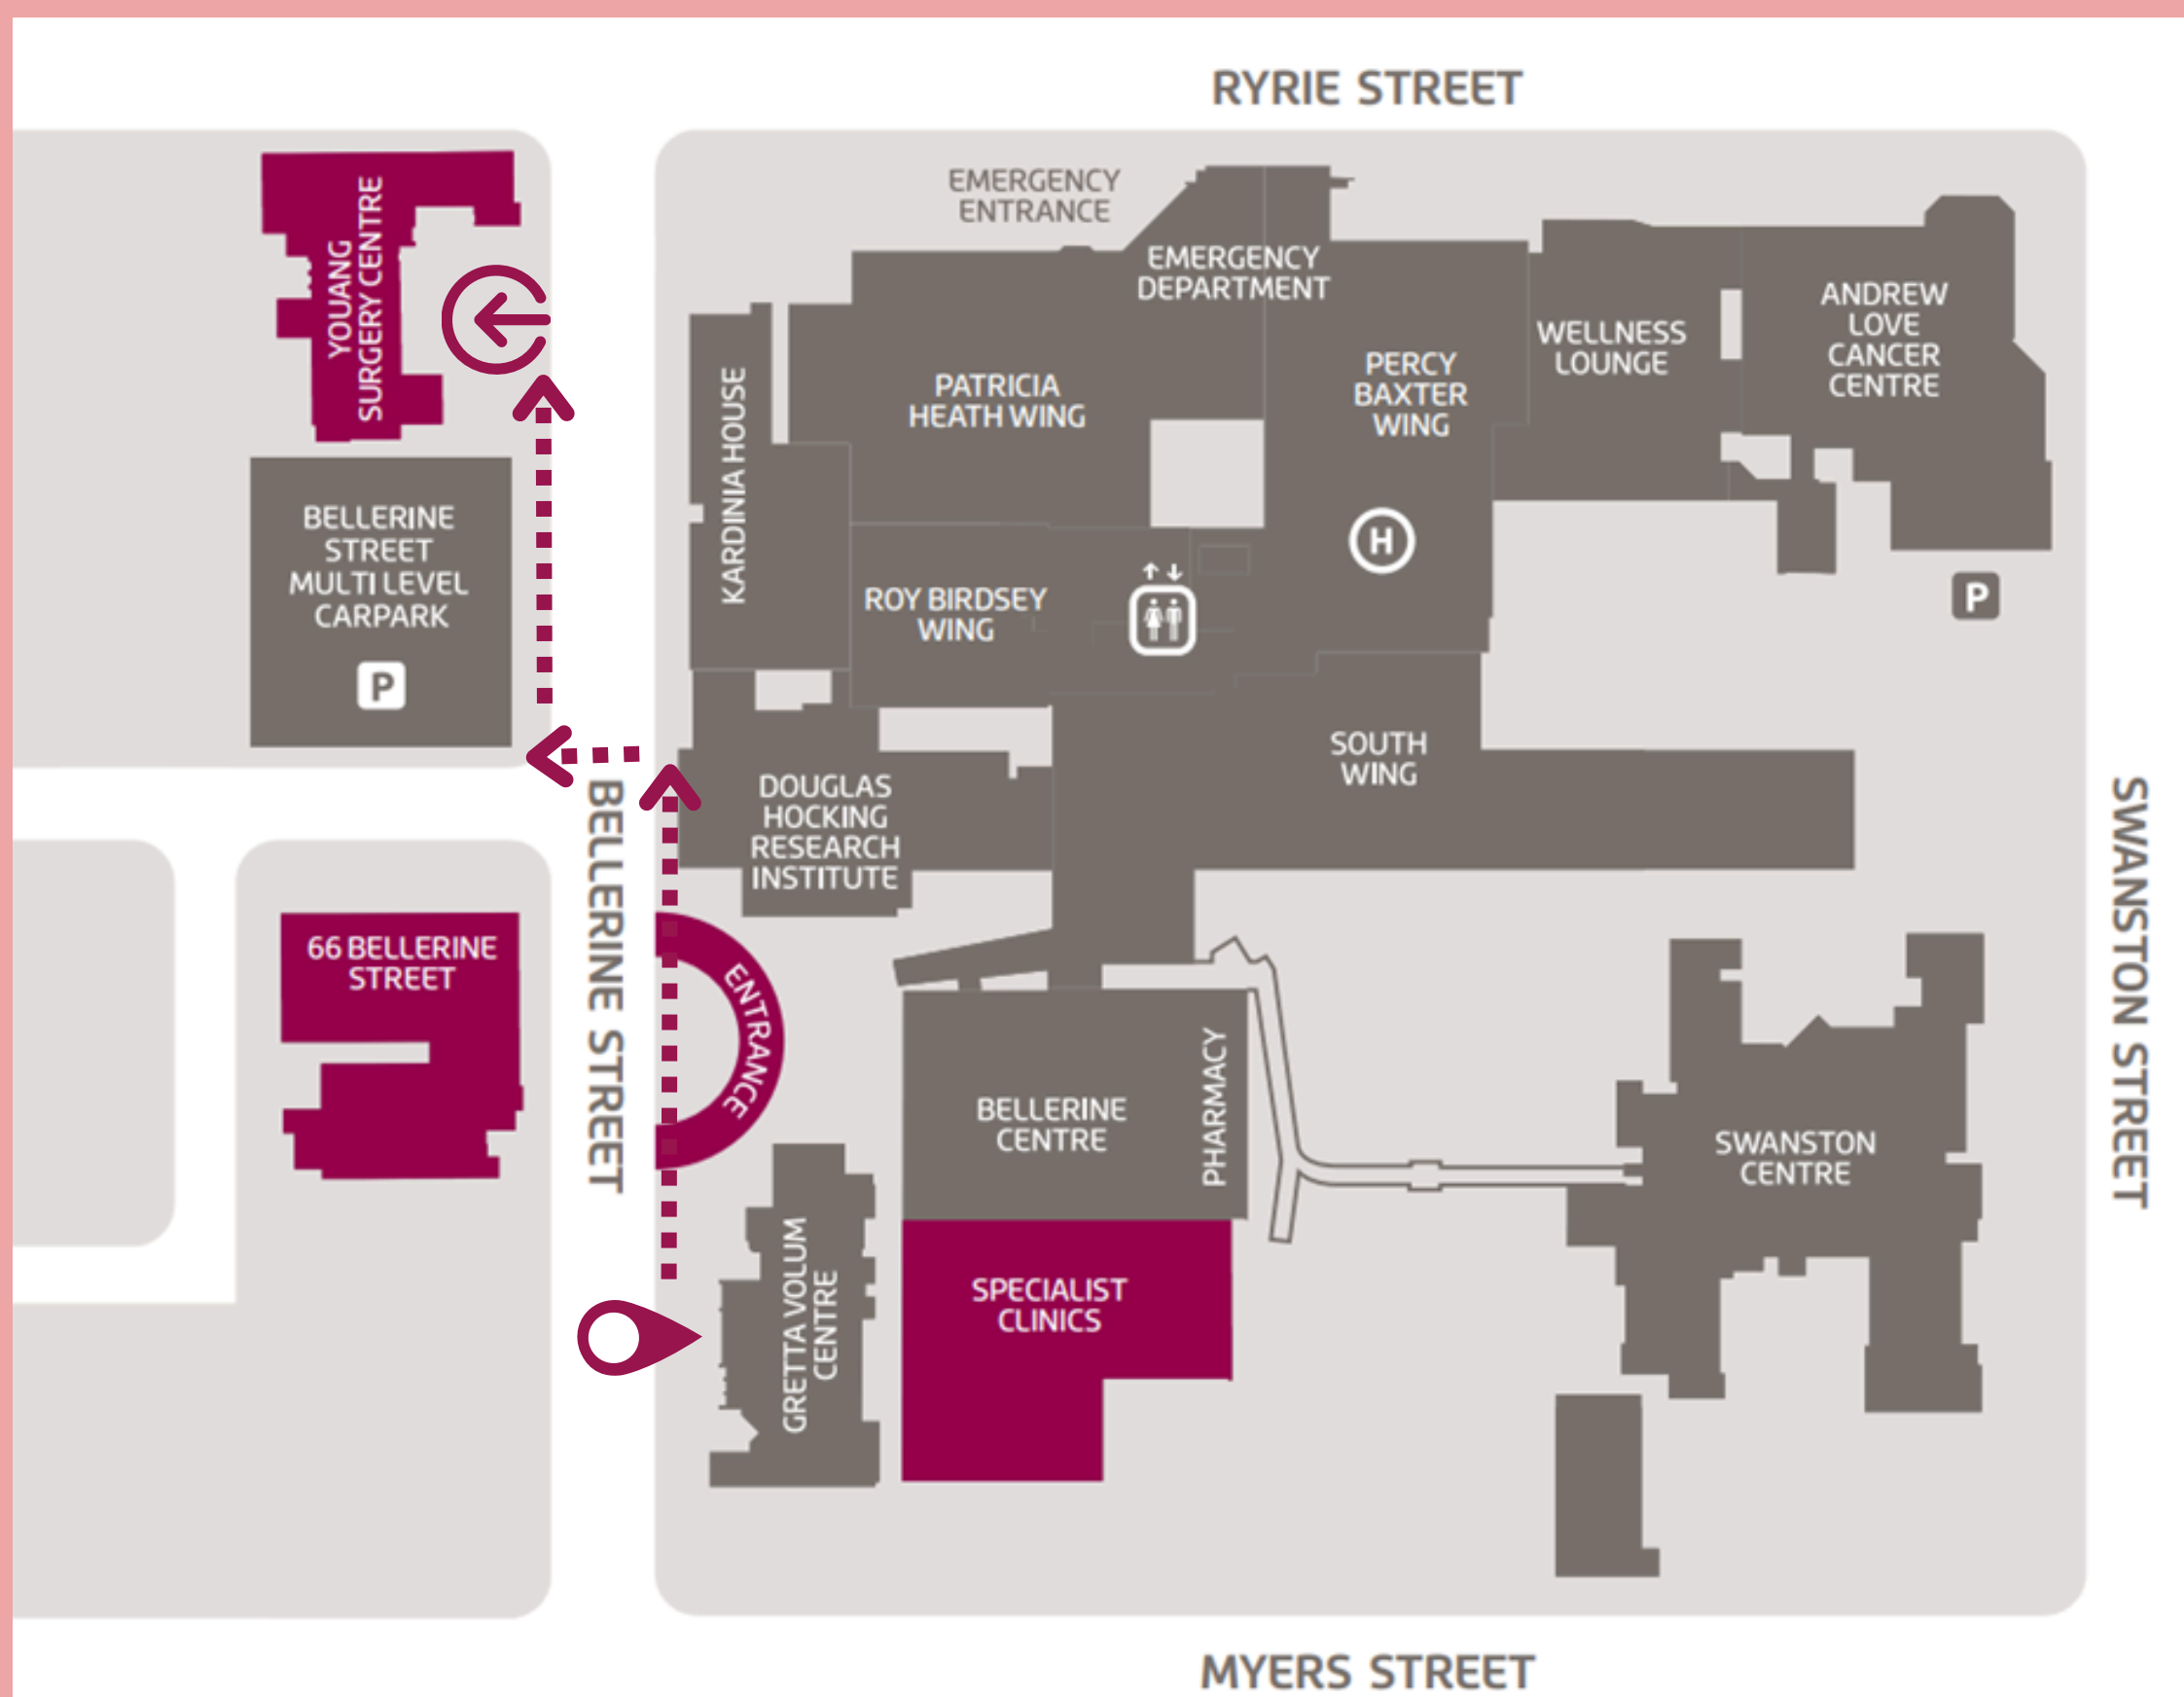 RYRIE STREET
YOUANG
SURGERY CENTRE
EMERGENCY
ENTRANCE
EMERGENCY
DEPARTMENT
ANDREW
LOVE
CANCER
CENTRE
WELLNESS
LOUNGE
PERCY
BAXTER
WING
PATRICIA
HEATH WING
KARDINIA HOUSE
BELLERINE
STREET
MULTI LEVEL
CARPARK
P
H
ROY BIRDSEY
WING
P
SOUTH
WING
DOUGLAS
HOCKING
RESEARCH
INSTITUTE
BELLERINE STREET
SWANSTON STREET
66 BELLERINE
STREET
ENTRANCE
BELLERINE
CENTRE
PHARMACY
SWANSTON
CENTRE
GRETTA VOLUM
CENTRE
SPECIALIST
CLINICS
MYERS STREET